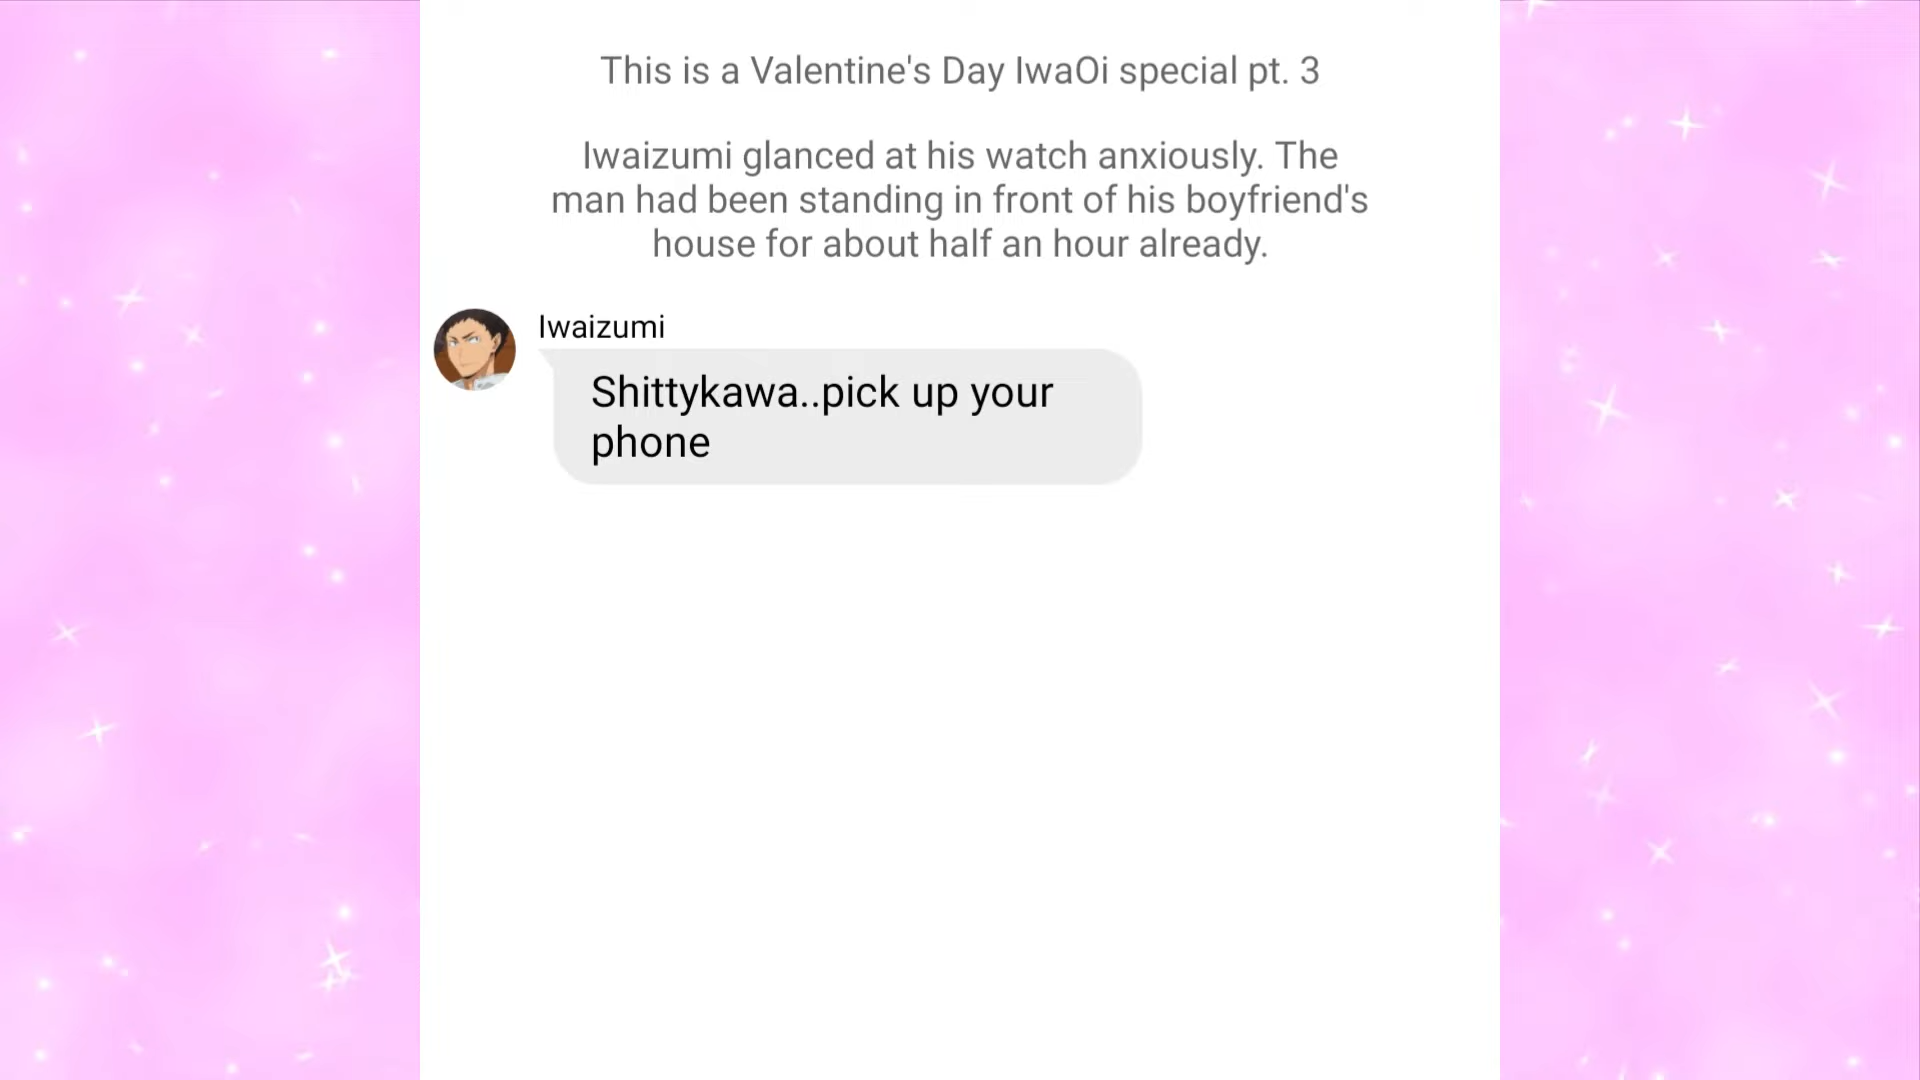 This is a Valentine's Day IwaOi special pt. 3
Iwaizumi glanced at his watch anxiously. The
man had been standing in front of his boyfriend's
house for about half an hour already.
Iwaizumi
Shittykawa..pick up your
phone